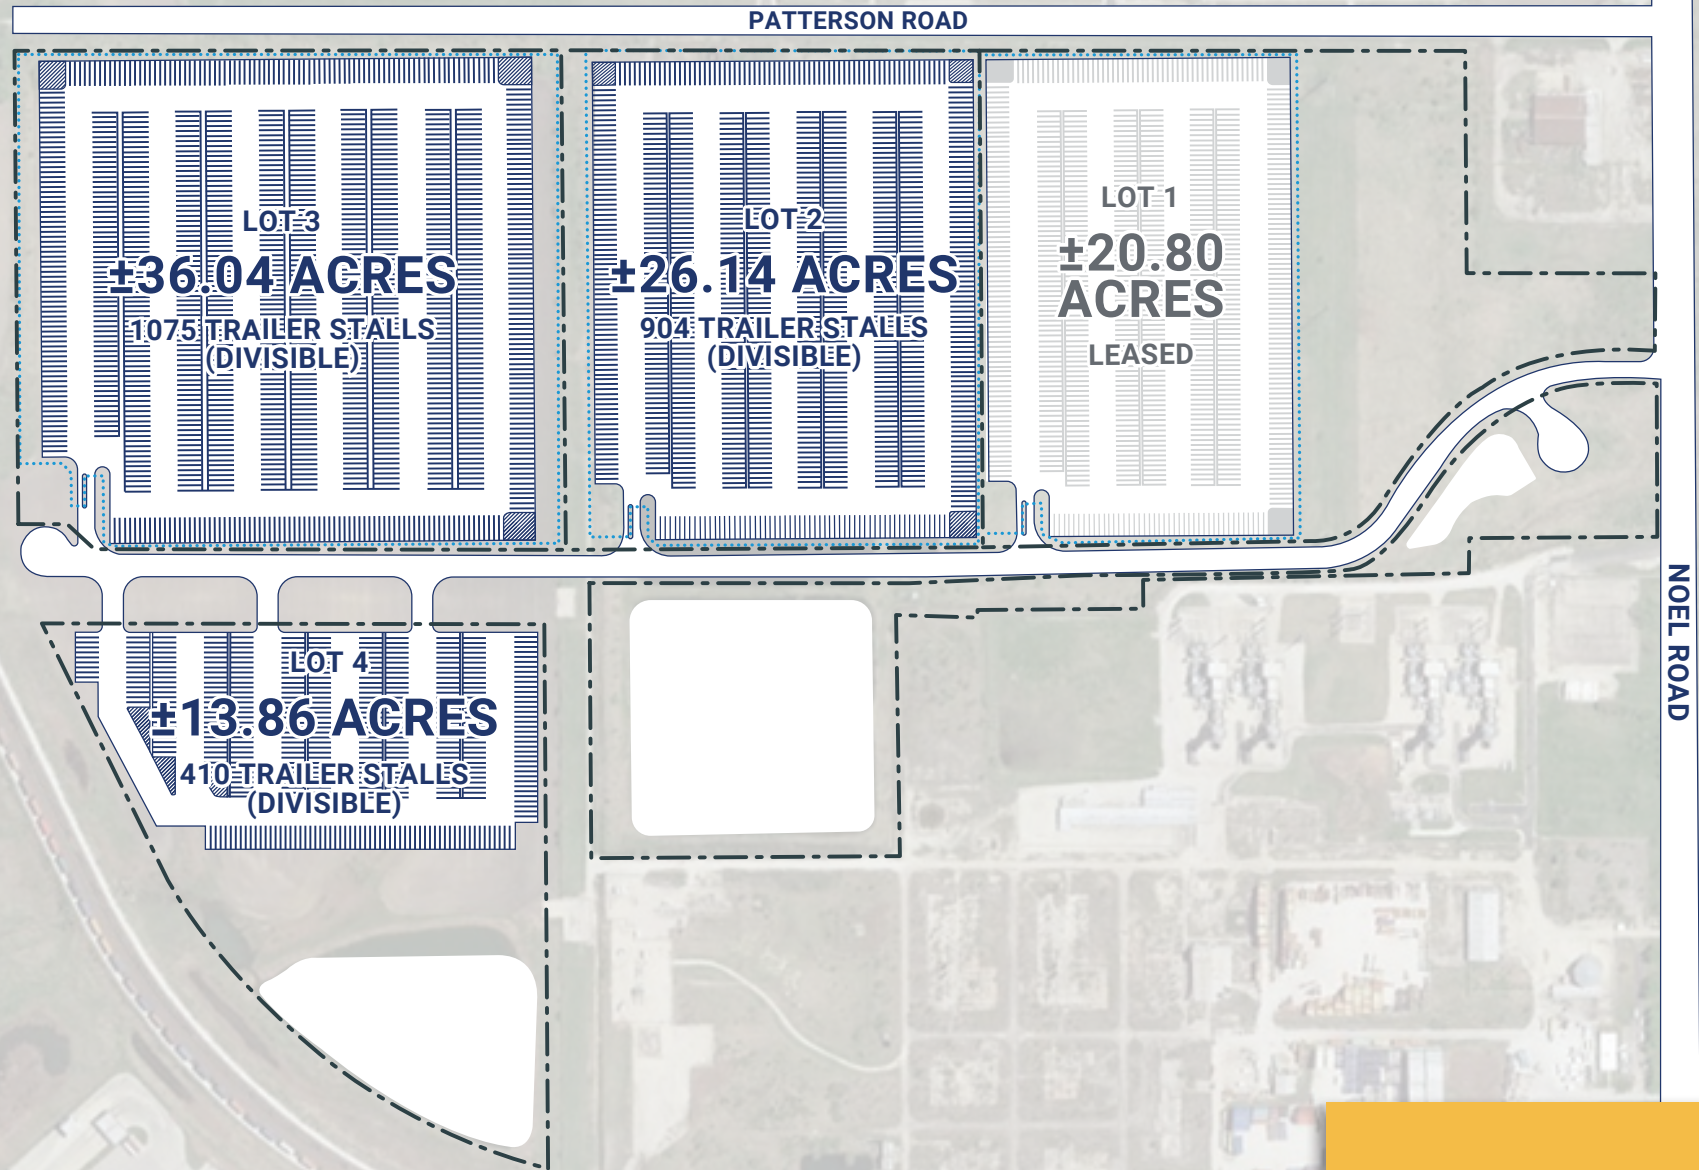 PATTERSON ROAD
LOT 3
±36.04 ACRES
1075 TRAILER STALLS
(DIVISIBLE)
LOT 2
±26.14 ACRES
904 TRAILER STALLS
(DIVISIBLE)
LOT 1
±20.80
ACRES
LEASED
NOEL ROAD
LOT 4
±13.86 ACRES
410 TRAILER STALLS
(DIVISIBLE)